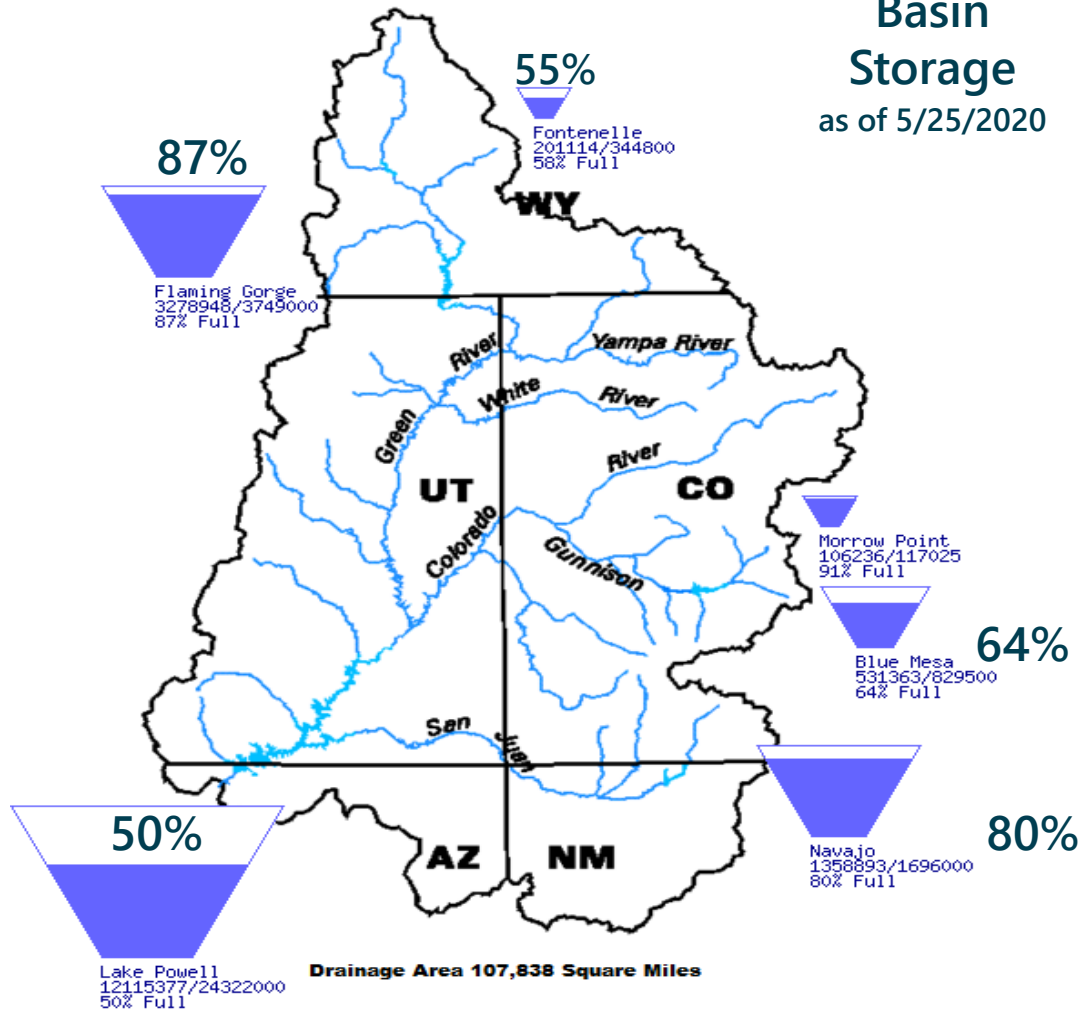 Basin
Storage
as of 5/25/2020
55%
Fontenelle
201114/344800
58% Full
87%
Flaming Gorge
3278948/3749000
87% Full
WY
River
Yampa River
White
River
Green
River
UT
CO
Colorado
Gunnison
Morrow Point
106236/117025
91% Full
64%
Blue Mesa
531363/829500
64% Full
San
Juan
80%
Navajo
1358893/1696000
80% Full
50%
Lake Powell
12115377/24322000
50% Full
AZ
NM
Drainage Area 107,838 Square Miles